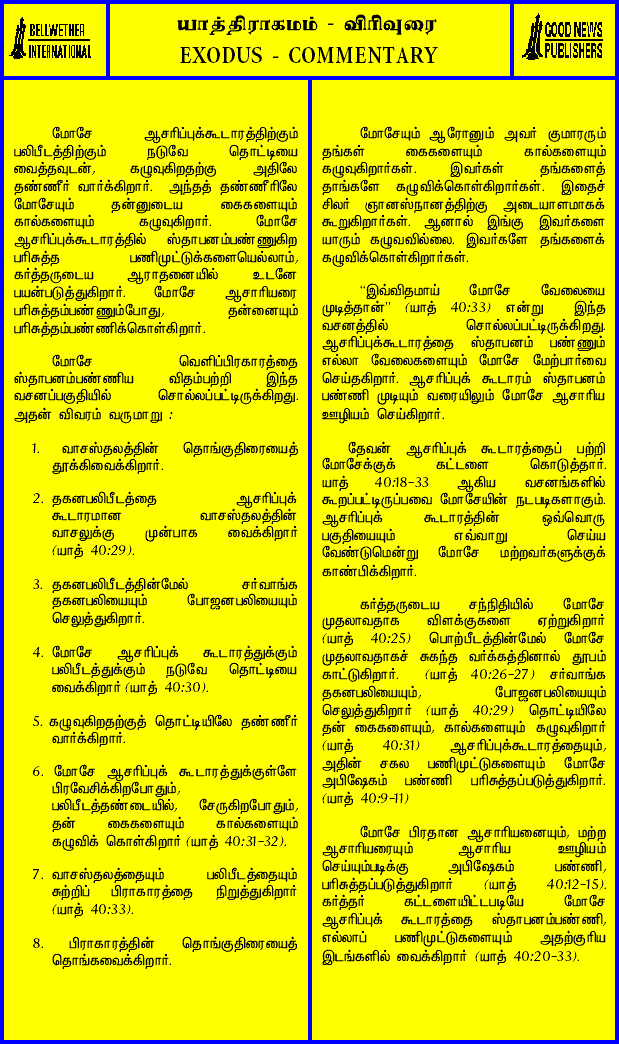 BELLWETHER
INTERNATIONAL
யாத்திராகமம் - விரிவுரை
EXODUS - COMMENTARY
GOOD NEWS
PUBLISHERS
மோசே ஆசரிப்புக்கூடாரத்திற்கும்
பலிபீடத்திற்கும் நடுவே தொட்டியை
வைத்தவுடன், கழுவுகிறதற்கு அதிலே
தண்ணீர் வார்க்கிறார். அந்தத் தண்ணீரிலே
மோசேயும் தன்னுடைய கைகளையும்
கால்களையும் கழுவுகிறார். மோசே
ஆசரிப்புக்கூடாரத்தில் ஸ்தாபனம்பண்ணுகிற
பரிசுத்த பணிமுட்டுக்களையெல்லாம்,
கர்த்தருடைய ஆராதனையில் உடனே
பயன்படுத்துகிறார். மோசே ஆசாரியரை
பரிசுத்தம்பண்ணும்போது, தன்னையும்
பரிசுத்தம்பண்ணிக்கொள்கிறார்.
மோசே வெளிப்பிரகாரத்தை
ஸ்தாபனம்பண்ணிய விதம்பற்றி இந்த
வசனப்பகுதியில் சொல்லப்பட்டிருக்கிறது.
அதன் விவரம் வருமாறு :
1. வாசஸ்தலத்தின் தொங்குதிரையைத்
தூக்கிவைக்கிறார்.
2. தகனபலிபீடத்தை ஆசரிப்புக்
கூடாரமான வாசஸ்தலத்தின்
வாசலுக்கு முன்பாக வைக்கிறார்
(யாத் 40:29).
3. தகனபலிபீடத்தின்மேல் சர்வாங்க
தகனபலியையும் போஜனபலியையும்
செலுத்துகிறார்.
4. மோசே ஆசரிப்புக் கூடாரத்துக்கும்
பலிபீடத்துக்கும் நடுவே தொட்டியை
வைக்கிறார் (யாத் 40:30).
5. கழுவுகிறதற்குத் தொட்டியிலே தண்ணீர்
வார்க்கிறார்.
6. மோசே ஆசரிப்புக் கூடாரத்துக்குள்ளே
பிரவேசிக்கிறபோதும்,
பலிபீடத்தண்டையில், சேருகிறபோதும்,
தன் கைகளையும் கால்களையும்
கழுவிக் கொள்கிறார் (யாத் 40:31-32).
7. வாசஸ்தலத்தையும் பலிபீடத்தையும்
சுற்றிப் பிராகாரத்தை நிறுத்துகிறார்
(யாத் 40:33).
8. பிராகாரத்தின் தொங்குதிரையைத்
தொங்கவைக்கிறார்.
மோசேயும் ஆரோனும் அவர் குமாரரும்
தங்கள் கைகளையும் கால்களையும்
கழுவுகிறார்கள். இவர்கள் தங்களைத்
தாங்களே கழுவிக்கொள்கிறார்கள். இதைச்
சிலர் ஞானஸ்நானத்திற்கு அடையாளமாகக்
கூறுகிறார்கள். ஆனால் இங்கு இவர்களை
யாரும் கழுவவில்லை. இவர்களே தங்களைக்
கழுவிக்கொள்கிறார்கள்.
“இவ்விதமாய் மோசே வேலையை
முடித்தான்” (யாத் 40:33) என்று இந்த
வசனத்தில் சொல்லப்பட்டிருக்கிறது.
ஆசரிப்புக்கூடாரத்தை ஸ்தாபனம் பண்ணும்
எல்லா வேலைகளையும் மோசே மேற்பார்வை
செய்தகிறார். ஆசரிப்புக் கூடாரம் ஸ்தாபனம்
பண்ணி முடியும் வரையிலும் மோசே ஆசாரிய
ஊழியம் செய்கிறார்.
தேவன் ஆசரிப்புக் கூடாரத்தைப் பற்றி
மோசேக்குக் கட்டளை கொடுத்தார்.
யாத் 40:18-33 ஆகிய வசனங்களில்
கூறப்பட்டிருப்பவை மோசேயின் நடபடிகளாகும்.
ஆசரிப்புக் கூடாரத்தின் ஒவ்வொரு
பகுதியையும் எவ்வாறு செய்ய
வேண்டுமென்று மோசே மற்றவர்களுக்குக்
காண்பிக்கிறார்.
கர்த்தருடைய சந்நிதியில் மோசே
முதலாவதாக விளக்குகளை ஏற்றுகிறார்
(யாத் 40:25) பொற்பீடத்தின்மேல் மோசே
முதலாவதாகச் சுகந்த வர்க்கத்தினால் தூபம்
காட்டுகிறார். (யாத் 40:26-27) சர்வாங்க
தகனபலியையும், போஜனபலியையும்
செலுத்துகிறார் (யாத் 40:29) தொட்டியிலே
தன் கைகளையும், கால்களையும் கழுவுகிறார்
(யாத் 40:31) ஆசரிப்புக்கூடாரத்தையும்,
அதின் சகல பணிமுட்டுகளையும் மோசே
அபிஷேகம் பண்ணி பரிசுத்தப்படுத்துகிறார்.
(யாத் 40:9-11)
மோசே பிரதான ஆசாரியனையும், மற்ற
ஆசாரியரையும் ஆசாரிய ஊழியம்
செய்யும்படிக்கு அபிஷேகம் பண்ணி,
பரிசுத்தப்படுத்துகிறார் (யாத் 40:12-15).
கர்த்தர் கட்டளையிட்டபடியே மோசே
ஆசரிப்புக் கூடாரத்தை ஸ்தாபனம்பண்ணி,
எல்லாப் பணிமுட்டுகளையும் அதற்குரிய
இடங்களில் வைக்கிறார் (யாத் 40:20-33).